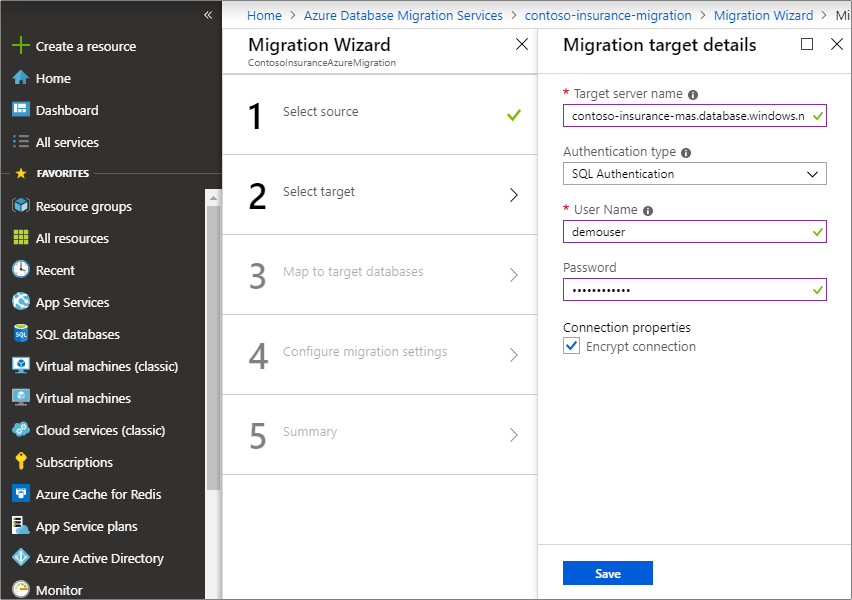 «
Create a resource
Home
Dashboard
All services
FAVORITES
Resource groups
All resources
Recent
App Services
SQL databases
Virtual machines (classic)
Virtual machines
Cloud services (classic)
Subscriptions
Azure Cache for Redis
App Service plans
Azure Active Directory
Monitor
Home > Azure Database Migration Services > contoso-insurance-migration > Migration Wizard > Mi
Migration Wizard
ContosoInsuranceAzureMigration
1 Select source
2 Select target
3 Map to target databases
4 Configure migration settings
5 Summary
Migration target details
* Target server name
contoso-insurance-mas.database.windows.n
Authentication type
SQL Authentication
* User Name
demouser
Password
••••••••••••
Connection properties
Encrypt connection
Save